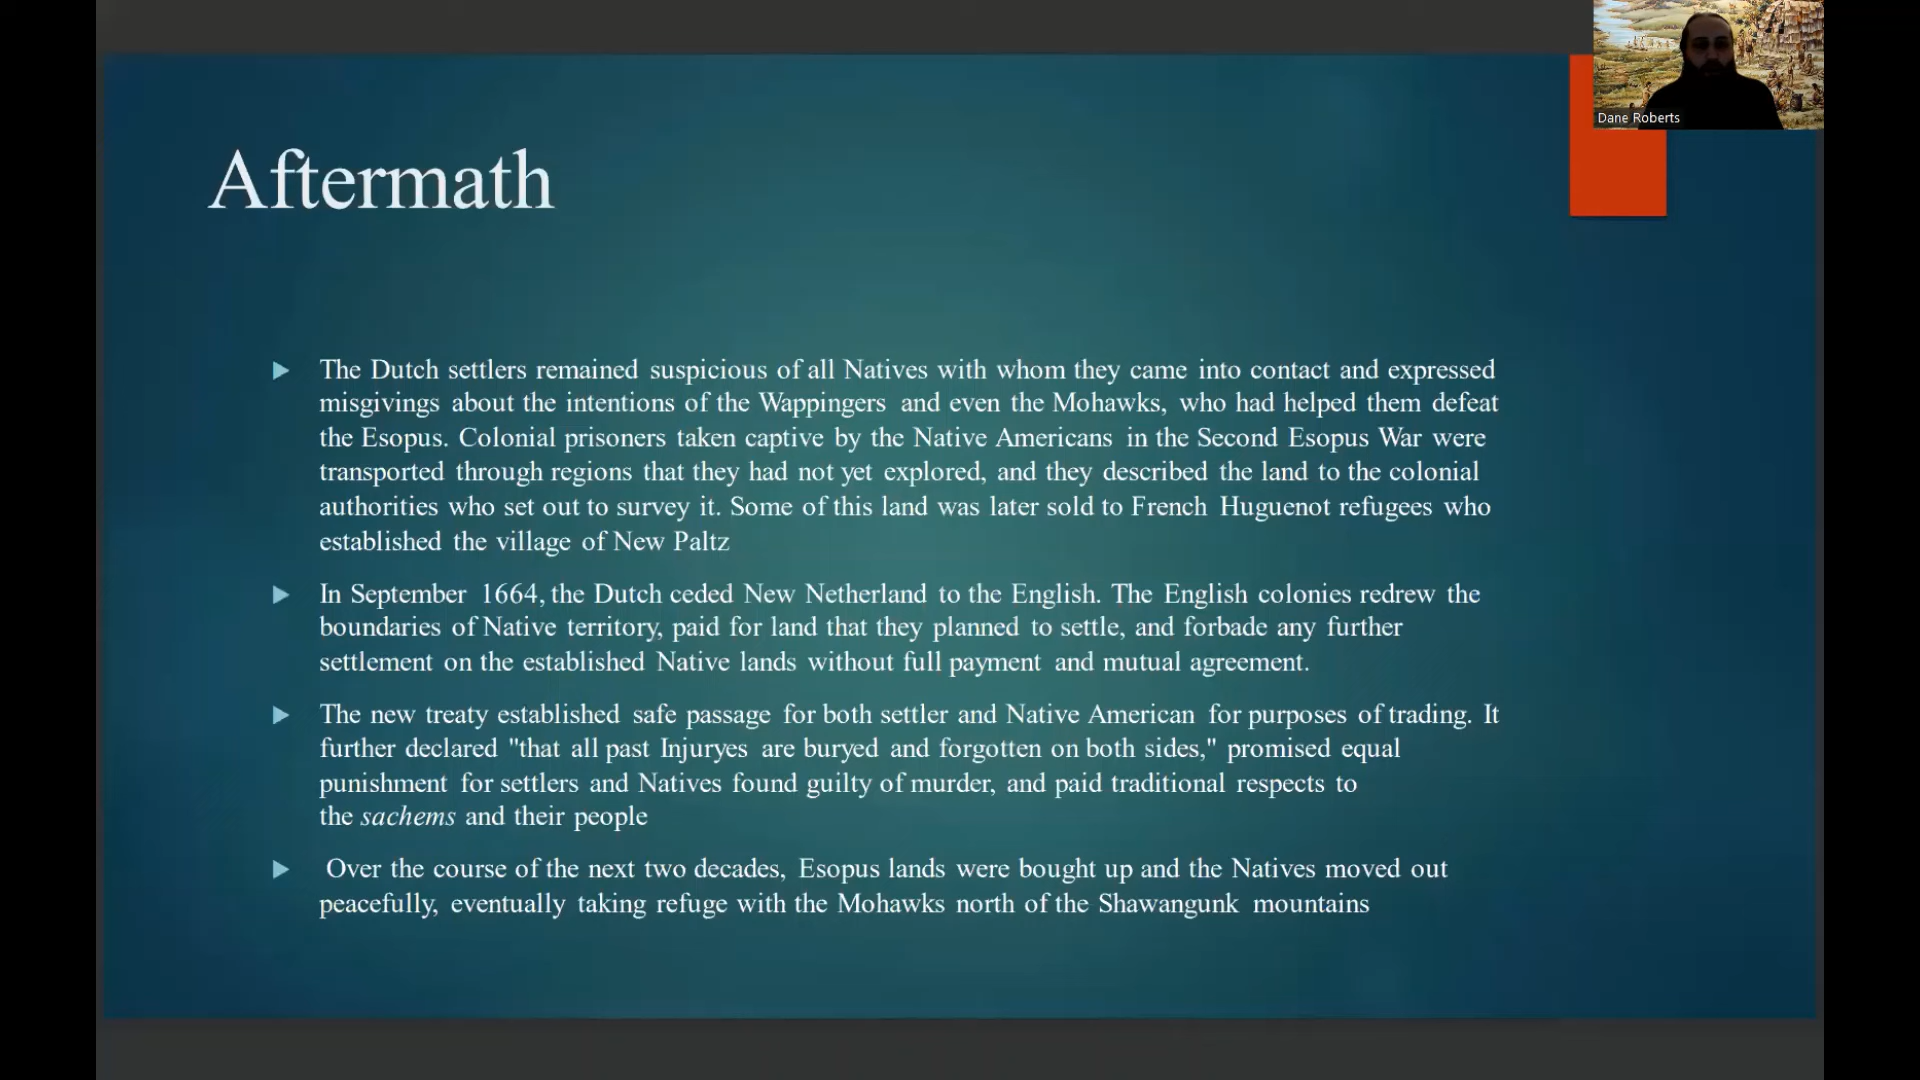 Dane Roberts
Aftermath
The Dutch settlers remained suspicious of all Natives with whom they came into contact and expressed
misgivings about the intentions of the Wappingers and even the Mohawks, who had helped them defeat
the Esopus. Colonial prisoners taken captive by the Native Americans in the Second Esopus War were
transported through regions that they had not yet explored, and they described the land to the colonial
authorities who set out to survey it. Some of this land was later sold to French Huguenot refugees who
established the village of New Paltz
In September 1664, the Dutch ceded New Netherland to the English. The English colonies redrew the
boundaries of Native territory, paid for land that they planned to settle, and forbade any further
settlement on the established Native lands without full payment and mutual agreement.
The new treaty established safe passage for both settler and Native American for purposes of trading. It
further declared "that all past Injuryes are buryed and forgotten on both sides," promised equal
punishment for settlers and Natives found guilty of murder, and paid traditional respects to
the sachems and their people
Over the course of the next two decades, Esopus lands were bought up and the Natives moved out
peacefully, eventually taking refuge with the Mohawks north of the Shawangunk mountains